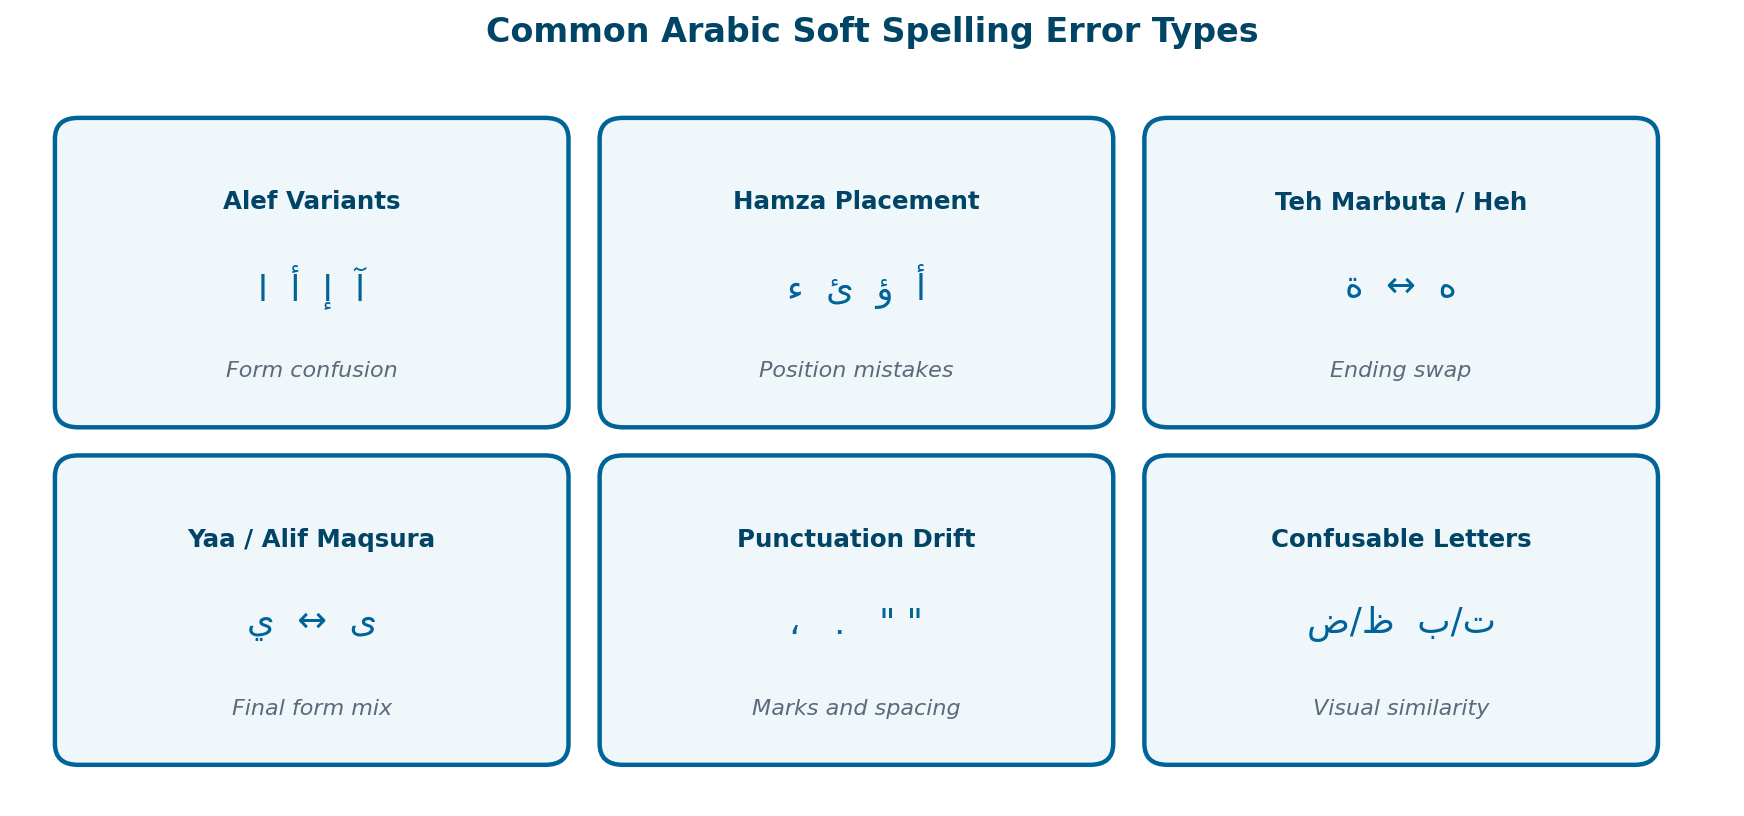 Common Arabic Soft Spelling Error Types
Alef Variants
ا أ إ آ
Form confusion
Hamza Placement
ء ئ ؤ أ
Position mistakes
Teh Marbuta / Heh
ة ↔ ه
Ending swap
Yaa / Alif Maqsura
ي ↔ ى
Final form mix
Punctuation Drift
، . " "
Marks and spacing
Confusable Letters
ض/ظ ب/ت
Visual similarity